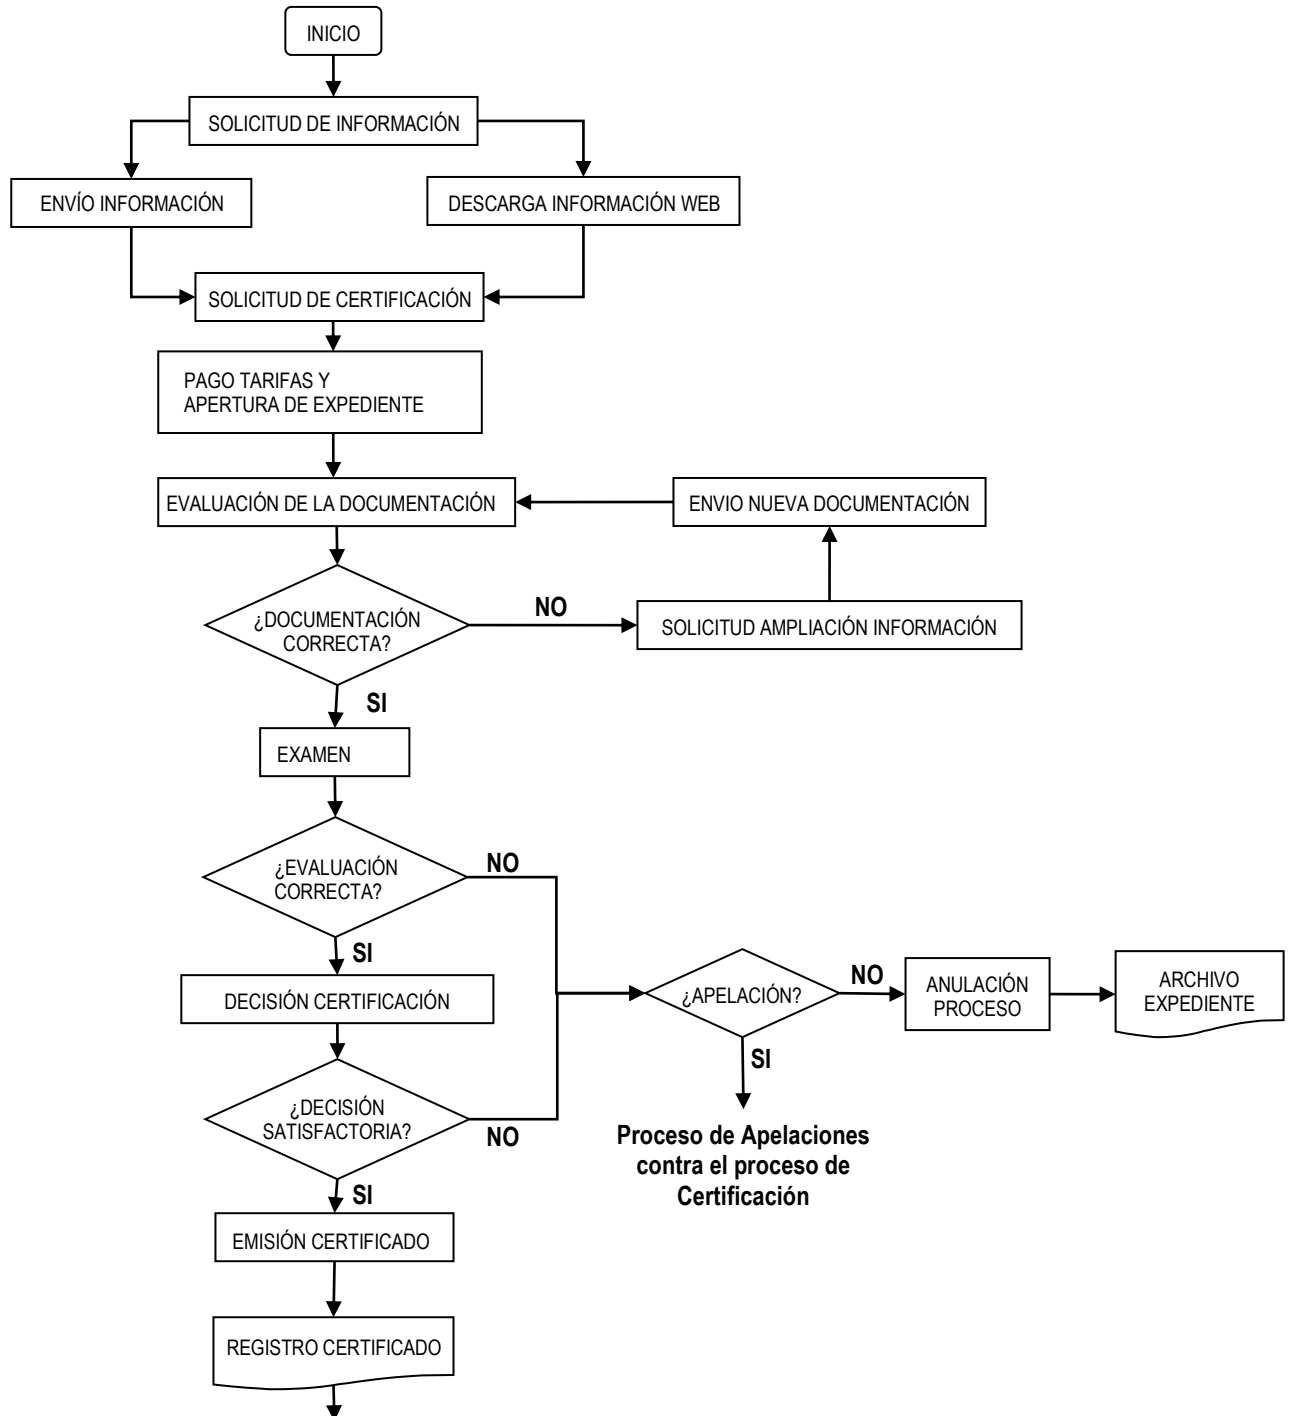 INICIO
SOLICITUD DE INFORMACIÓN
ENVÍO INFORMACIÓN
DESCARGA INFORMACIÓN WEB
SOLICITUD DE CERTIFICACIÓN
PAGO TARIFAS Y
APERTURA DE EXPEDIENTE
EVALUACIÓN DE LA DOCUMENTACIÓN
ENVIO NUEVA DOCUMENTACIÓN
¿DOCUMENTACIÓN
CORRECTA?
NO
SOLICITUD AMPLIACIÓN INFORMACIÓN
SI
EXAMEN
¿EVALUACIÓN
CORRECTA?
NO
SI
DECISIÓN CERTIFICACIÓN
¿APELACIÓN?
NO
ANULACIÓN
PROCESO
ARCHIVO
EXPEDIENTE
SI
¿DECISIÓN
SATISFACTORIA?
NO
Proceso de Apelaciones
contra el proceso de
Certificación
SI
EMISIÓN CERTIFICADO
REGISTRO CERTIFICADO